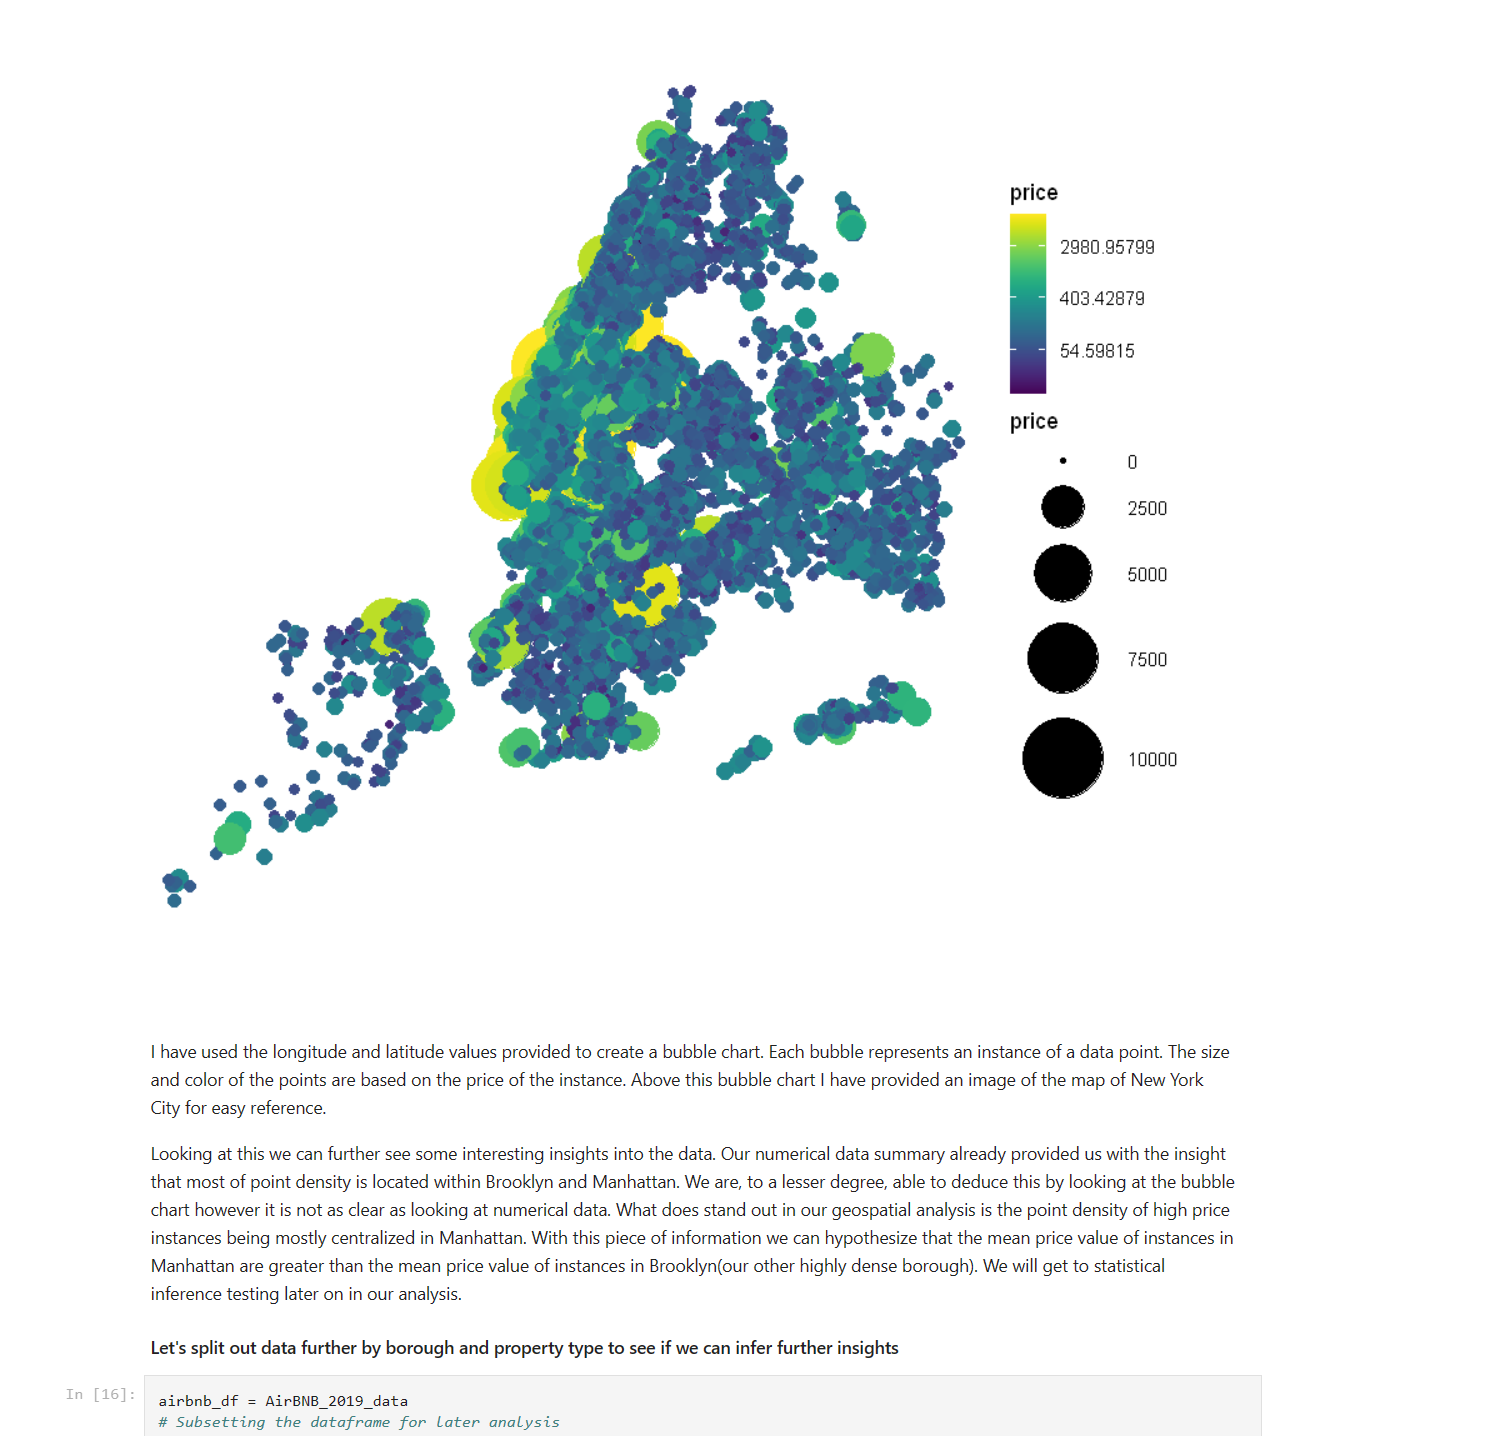 price
2980.95799
403.42879
54.59815
price
0
2500
5000
7500
10000
I have used the longitude and latitude values provided to create a bubble chart. Each bubble represents an instance of a data point. The size
and color of the points are based on the price of the instance. Above this bubble chart I have provided an image of the map of New York
City for easy reference.
Looking at this we can further see some interesting insights into the data. Our numerical data summary already provided us with the insight
that most of point density is located within Brooklyn and Manhattan. We are, to a lesser degree, able to deduce this by looking at the bubble
chart however it is not as clear as looking at numerical data. What does stand out in our geospatial analysis is the point density of high price
instances being mostly centralized in Manhattan. With this piece of information we can hypothesize that the mean price value of instances in
Manhattan are greater than the mean price value of instances in Brooklyn(our other highly dense borough). We will get to statistical
inference testing later on in our analysis.
Let's split out data further by borough and property type to see if we can infer further insights
In [16]:
airbnb_df = AirBNB_2019_data
# Subsetting the dataframe for later analysis